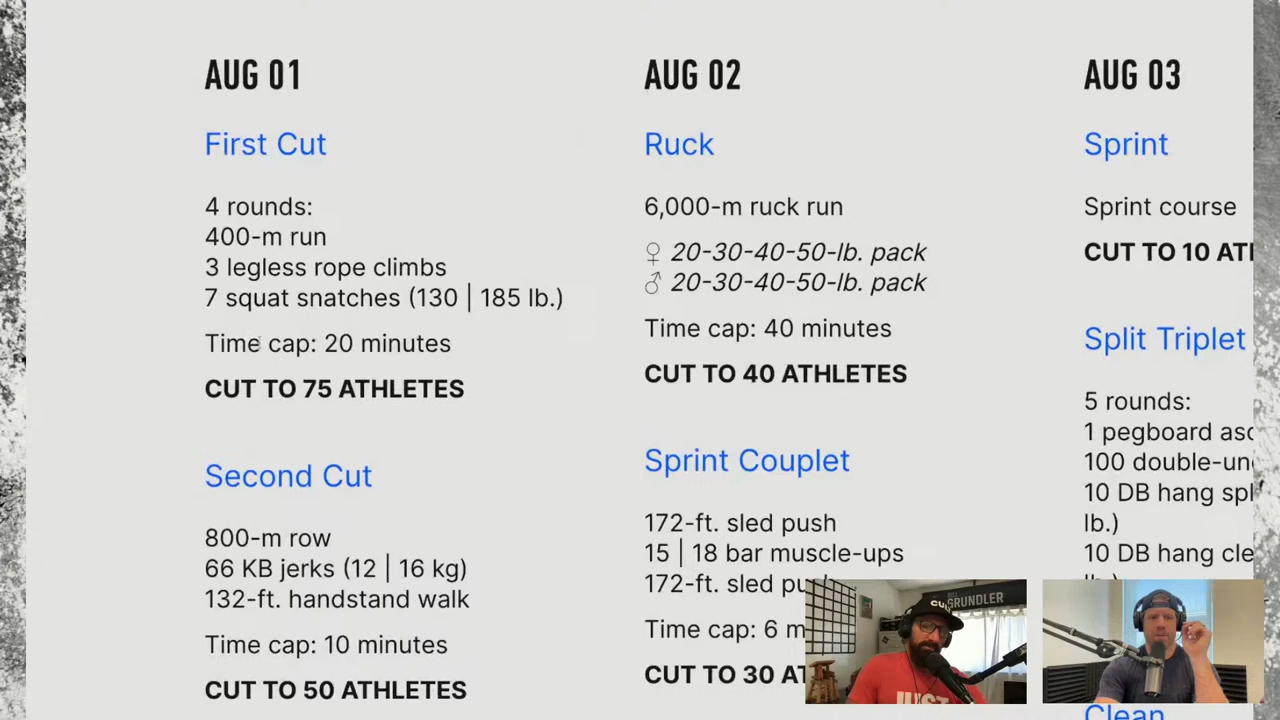 AUG 01
First Cut
4 rounds:
400-m run
3 legless rope climbs
7 squat snatches (130 | 185 lb.)
Time cap: 20 minutes
CUT TO 75 ATHLETES
Second Cut
800-m row
66 KB jerks (12 | 16 kg)
132-ft. handstand walk
Time cap: 10 minutes
CUT TO 50 ATHLETES
AUG 02
Ruck
6,000-m ruck run
♀ 20-30-40-50-lb. pack
♂ 20-30-40-50-lb. pack
Time cap: 40 minutes
CUT TO 40 ATHLETES
Sprint Couplet
172-ft. sled push
15 | 18 bar muscle-ups
172-ft. sled
Time cap: 6
CUT TO 30
AUG 03
Sprint
Sprint course
CUT TO 10
Split Triplet
5 rounds:
1 pegboard
100
10 DB hang
lb.)
10 DB hang
Clean
GRUNDLER